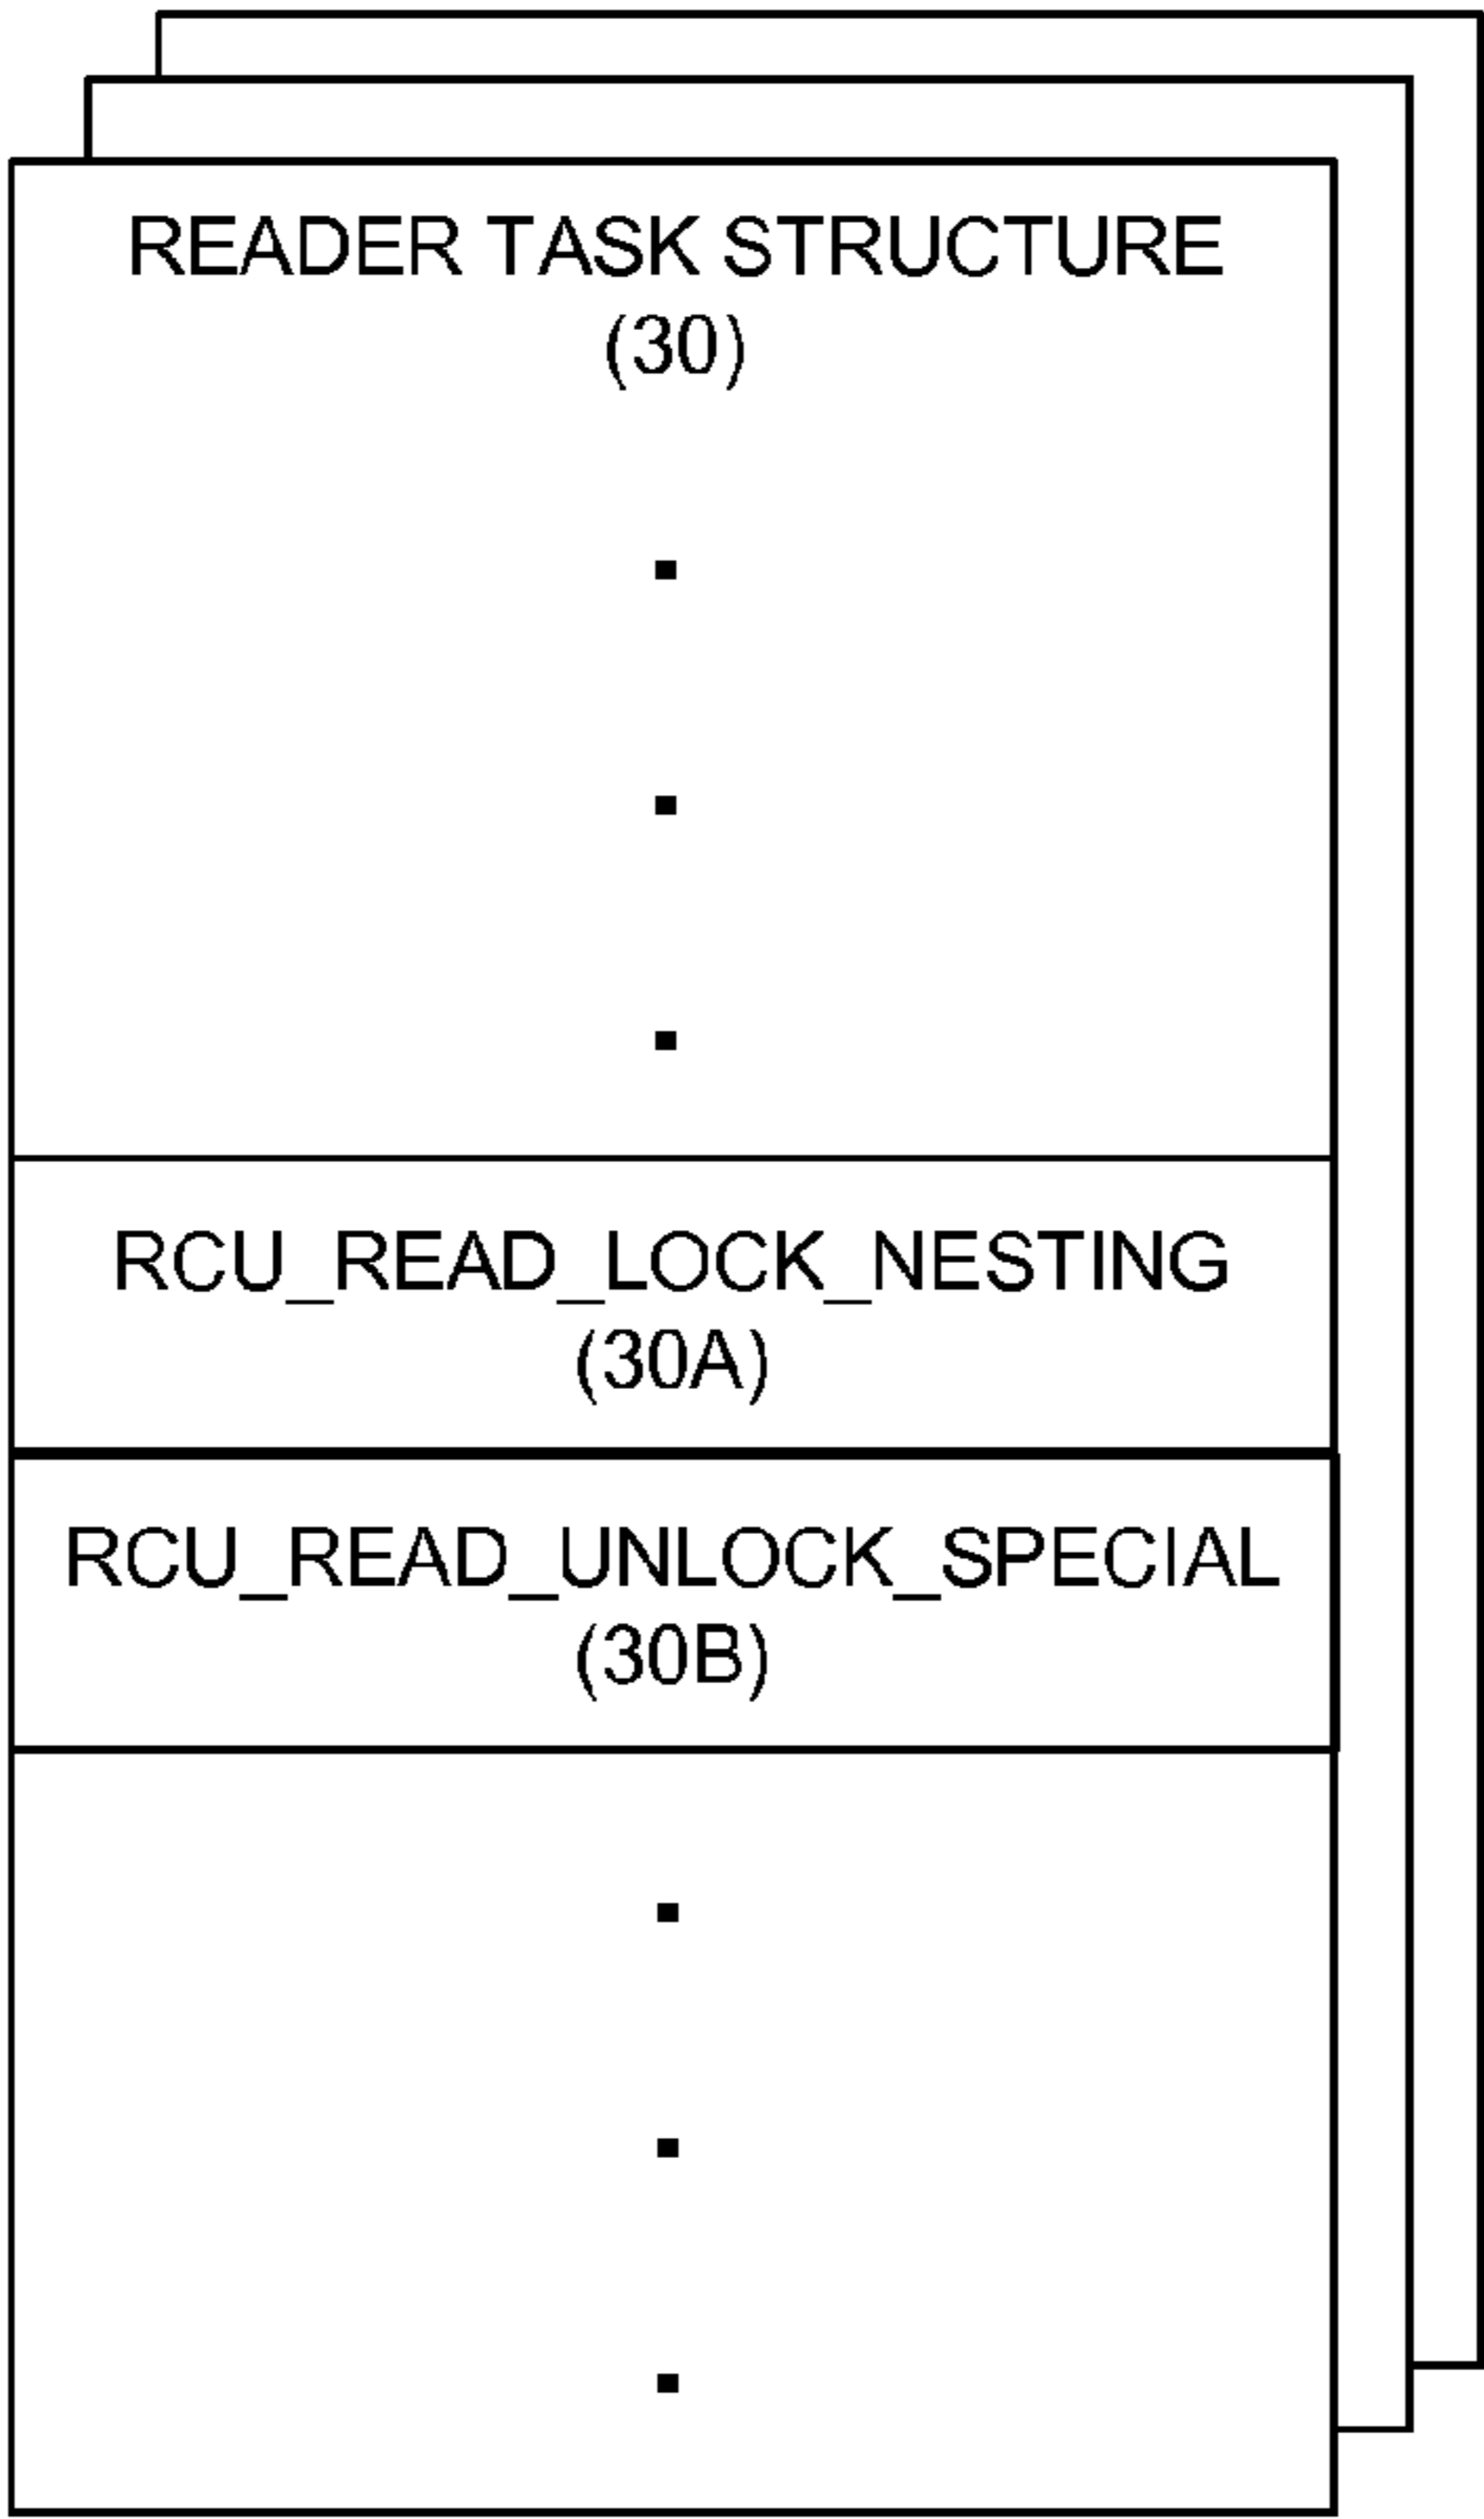 READER TASK STRUCTURE
(30)
RCU_READ_LOCK_NESTING
(30A)
RCU_READ_UNLOCK_SPECIAL
(30B)